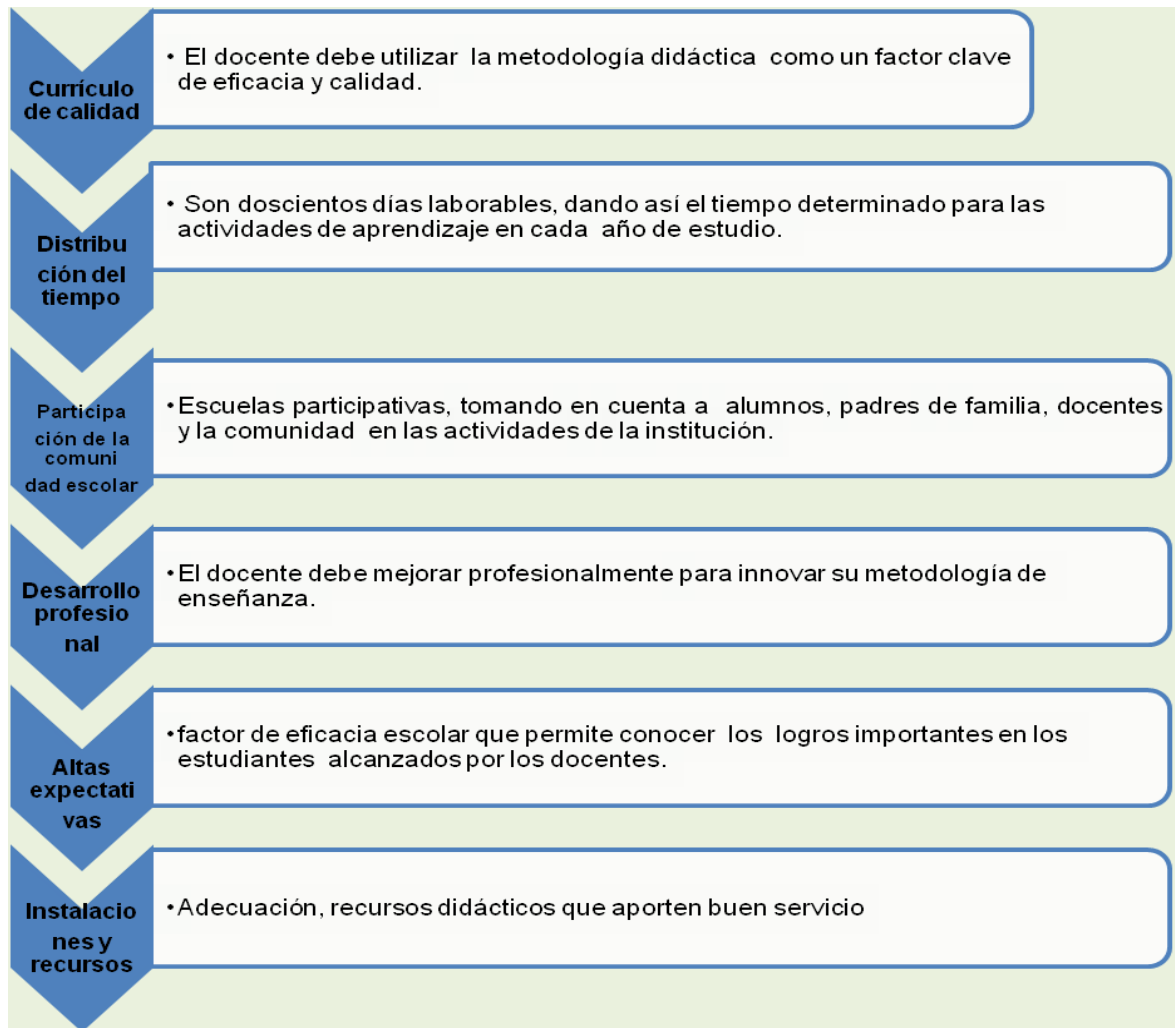 Currículo
de calidad
• El docente debe utilizar la metodología didáctica como un factor clave
de eficacia y calidad.
Distribu
ción del
tiempo
• Son doscientos días laborables, dando así el tiempo determinado para las
actividades de aprendizaje en cada año de estudio.
Participa
ción de la
comuni
dad escolar
•Escuelas participativas, tomando en cuenta a alumnos, padres de familia, docentes
y la comunidad en las actividades de la institución.
Desarrollo
profesio
nal
•El docente debe mejorar profesionalmente para innovar su metodología de
enseñanza.
Altas
expectati
vas
•factor de eficacia escolar que permite conocer los logros importantes en los
estudiantes alcanzados por los docentes.
Instalacio
nes y
recursos
•Adecuación, recursos didácticos que aporten buen servicio